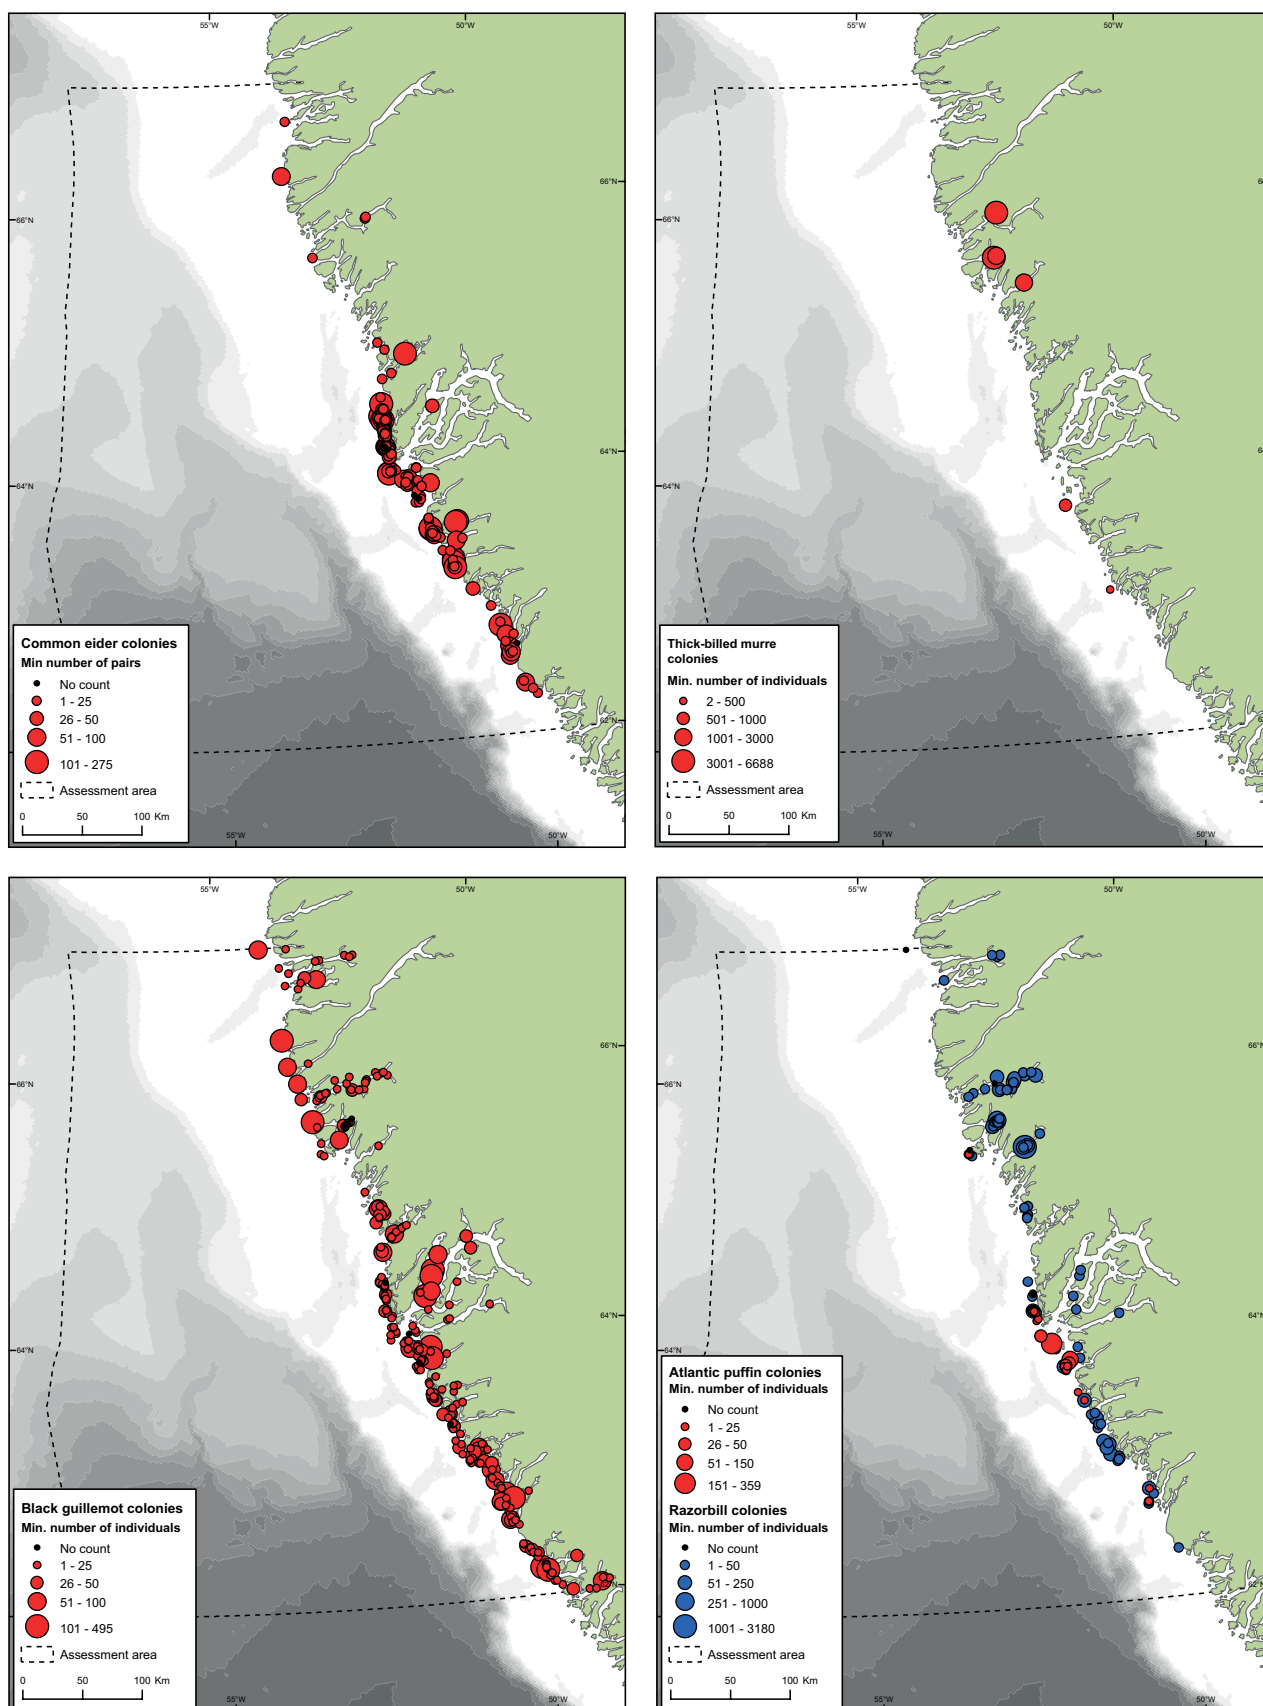 55°W
50°W
66°N
66°N
64°N
64°N
62°N
Common eider colonies
Min number of pairs
No count
1 - 25
26 - 50
51 - 100
101 - 275
Assessment area
0 50 100 Km
55°W
50°W
55°W
50°W
66°N
64
62
Thick-billed murre
colonies
Min. number of individuals
2 - 500
501 - 1000
1001 - 3000
3001 - 6688
Assessment area
0 50 100 Km
55°W
50°W
55°W
50°W
66°N
66°N
64°N
64°N
62°N
Black guillemot colonies
Min. number of individuals
No count
1 - 25
26 - 50
51 - 100
101 - 495
Assessment area
0 50 100 Km
55°W
50°W
55°W
50°W
66°N
64°N
62°N
Atlantic puffin colonies
Min. number of individuals
No count
1 - 25
26 - 50
51 - 150
151 - 359
Razorbill colonies
Min. number of individuals
No count
1 - 50
51 - 250
251 - 1000
1001 - 3180
Assessment area
0 50 100 Km
55°W
50°W